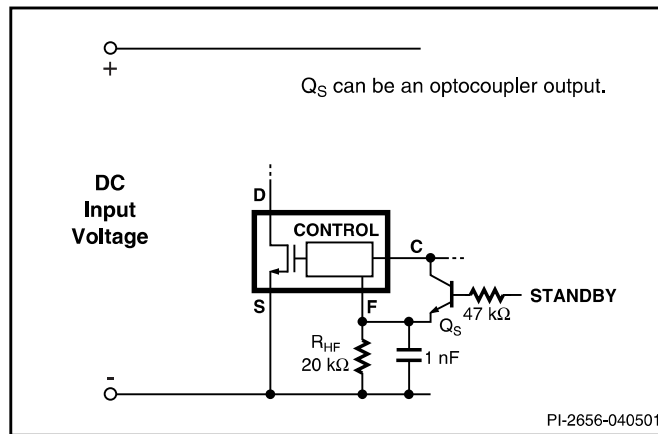 +
QS can be an optocoupler output.
D
DC
Input
Voltage
CONTROL
C
S
F
STANDBY
QS
47 kΩ
RHF
20 kΩ
1 nF
-
PI-2656-040501